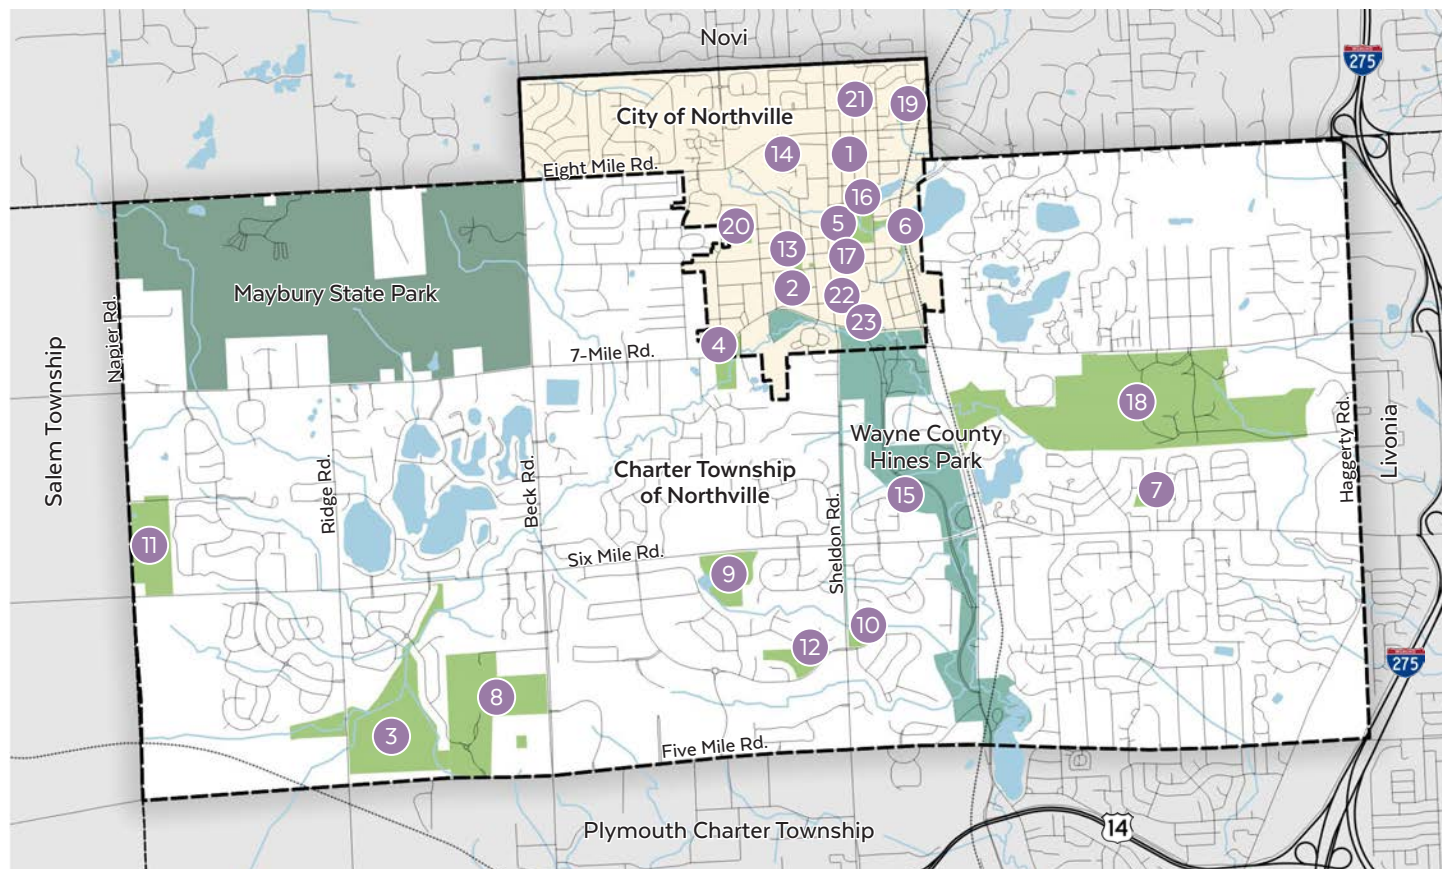 Novi
275
City of Northville
21
19
14
1
Eight Mile Rd.
16
20
5
6
13
17
Maybury State Park
2
22
23
Napier Rd.
4
7-Mile Rd.
Salem Township
18
Wayne County
Hines Park
Haggerty Rd.
Livonia
Charter Township
of Northville
Ridge Rd.
Beck Rd.
15
7
11
Sheldon Rd.
Six Mile Rd.
9
10
12
275
8
3
Five Mile Rd.
Plymouth Charter Township
14